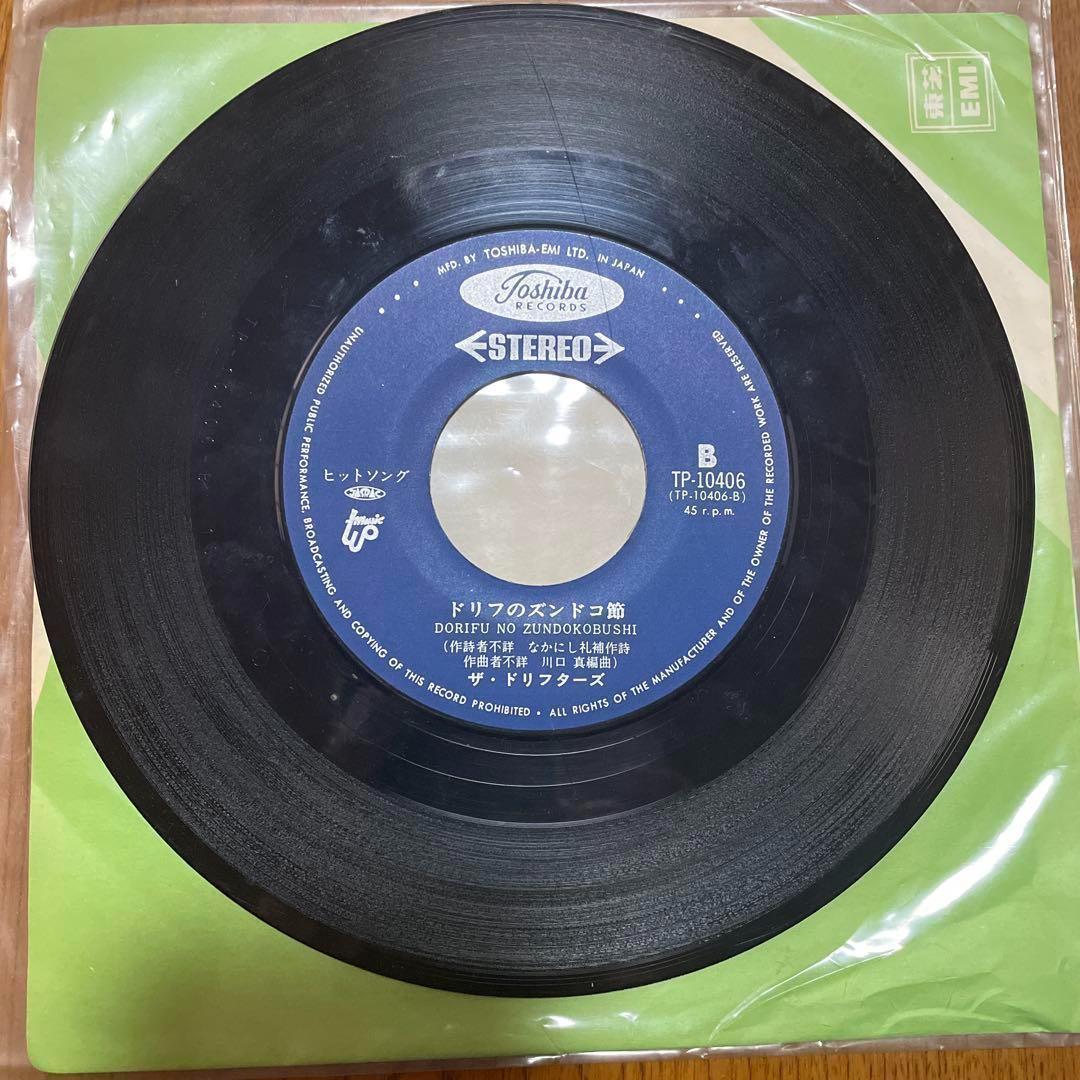 東芝
EMI
MFD. BY TOSHIBA-EMI LTD. IN JAPAN
Toshiba
RECORDS
STEREO
B
TP-10406
(TP-10406-B)
45 r.p.m.
ヒットソング
JASRAC
music
up
ドリフのズンドコ節
DORIFU NO ZUNDOKOBUSHI
(作詩者不詳 なかにし礼補作詩
作曲者不詳 川口 真編曲)
ザ・ドリフターズ
UNAUTHORIZED PUBLIC PERFORMANCE, BROADCASTING AND COPYING OF THIS RECORD PROHIBITED • ALL RIGHTS OF THE MANUFACTURER AND OF THE OWNER OF THE RECORDED WORK ARE RESERVED